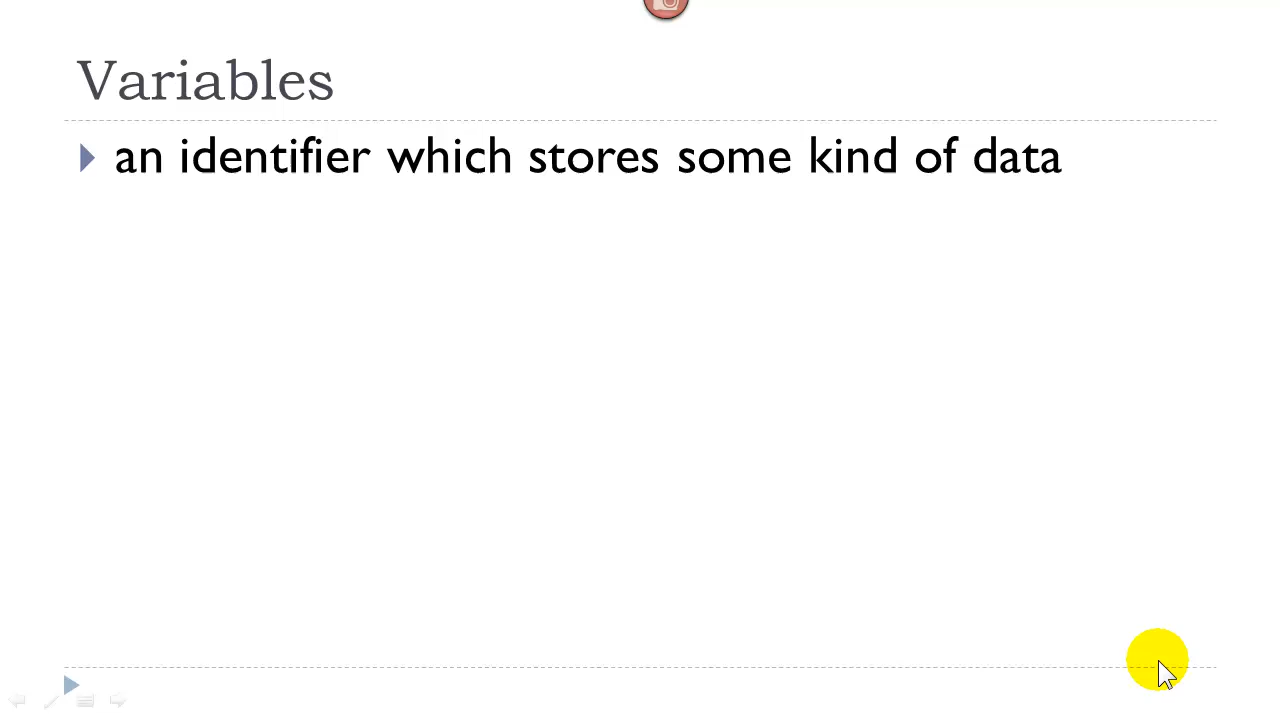 Variables
an identifier which stores some kind of data